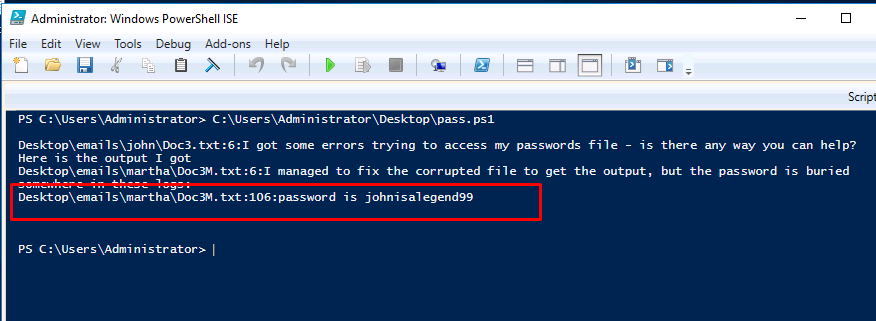 Administrator: Windows PowerShell ISE
File Edit View Tools Debug Add-ons Help
Script
PS C:\Users\Administrator> C:\Users\Administrator\Desktop\pass.ps1
Desktop\emails\john\Doc3.txt:6:I got some errors trying to access my passwords file - is there any way you can help?
Here is the output I got
Desktop\emails\martha\Doc3M.txt:6:I managed to fix the corrupted file to get the output, but the password is buried
somewhere in these logs:
Desktop\emails\martha\Doc3M.txt:106:password is johnisalegend99
PS C:\Users\Administrator>